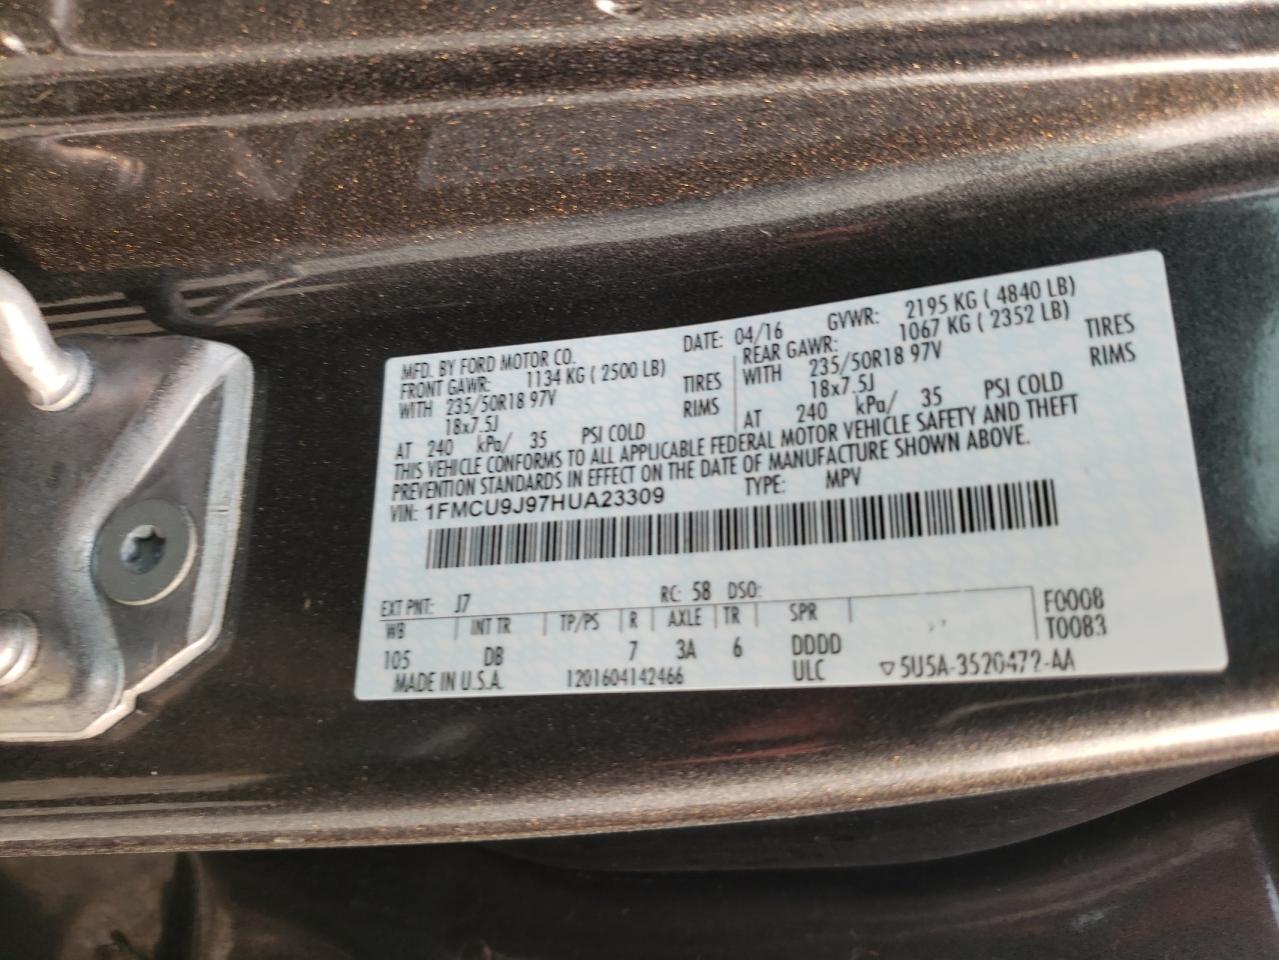 MFD. BY FORD MOTOR CO. DATE: 04/16 GVWR: 2195 KG ( 4840 LB)
FRONT GAWR: 1134 KG ( 2500 LB) REAR GAWR: 1067 KG ( 2352 LB)
WITH 235/50R18 97V TIRES WITH 235/50R18 97V TIRES
18x7.5J RIMS 18x7.5J RIMS
AT 240 kPa/ 35 PSI COLD AT 240 kPa/ 35 PSI COLD
THIS VEHICLE CONFORMS TO ALL APPLICABLE FEDERAL MOTOR VEHICLE SAFETY AND THEFT
PREVENTION STANDARDS IN EFFECT ON THE DATE OF MANUFACTURE SHOWN ABOVE.
VIN: 1FMCU9J97HUA23309 TYPE: MPV
EXT PNT: J7 RC: 58 DSO:
WB INT TR TP/PS R AXLE TR SPR F0008
105 DB 7 3A 6 DDDD T0083
MADE IN U.S.A. 1201604142466 ULC ▽5U5A-3520472-AA